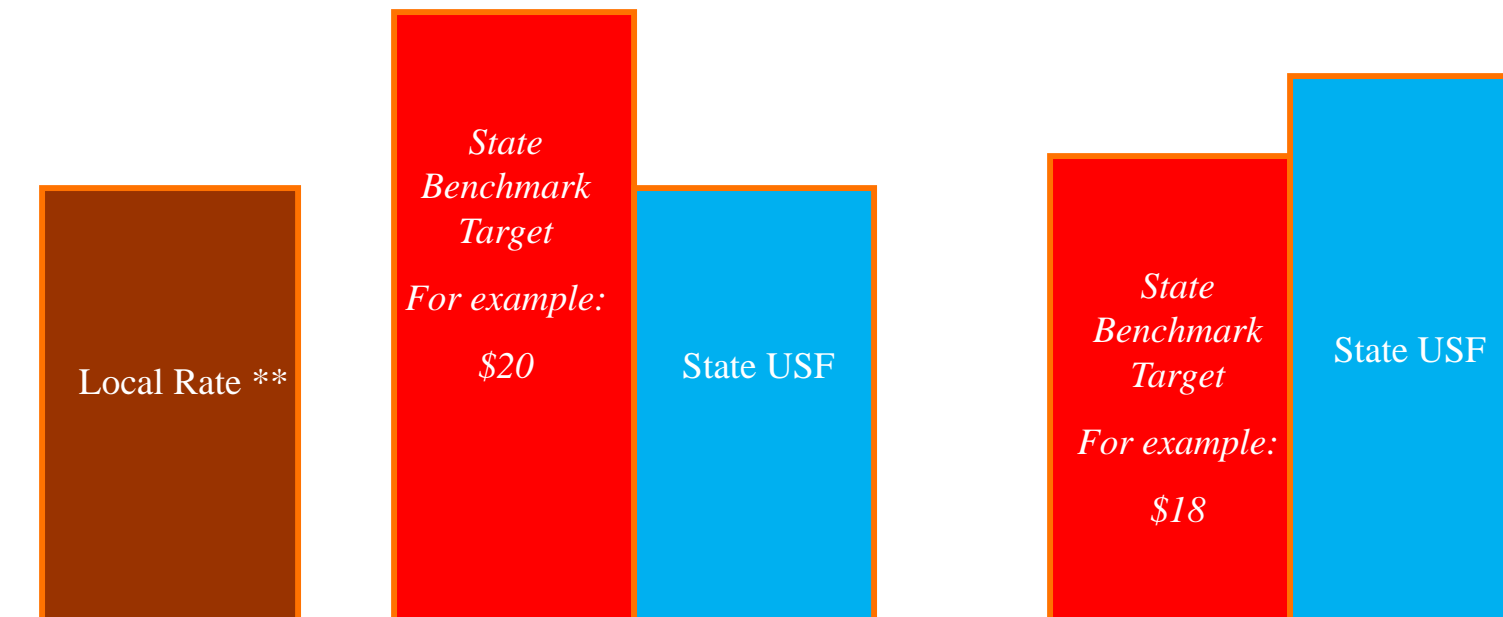 Local Rate **
State
Benchmark
Target
For example:
$20
State USF
State
Benchmark
Target
For example:
$18
State USF